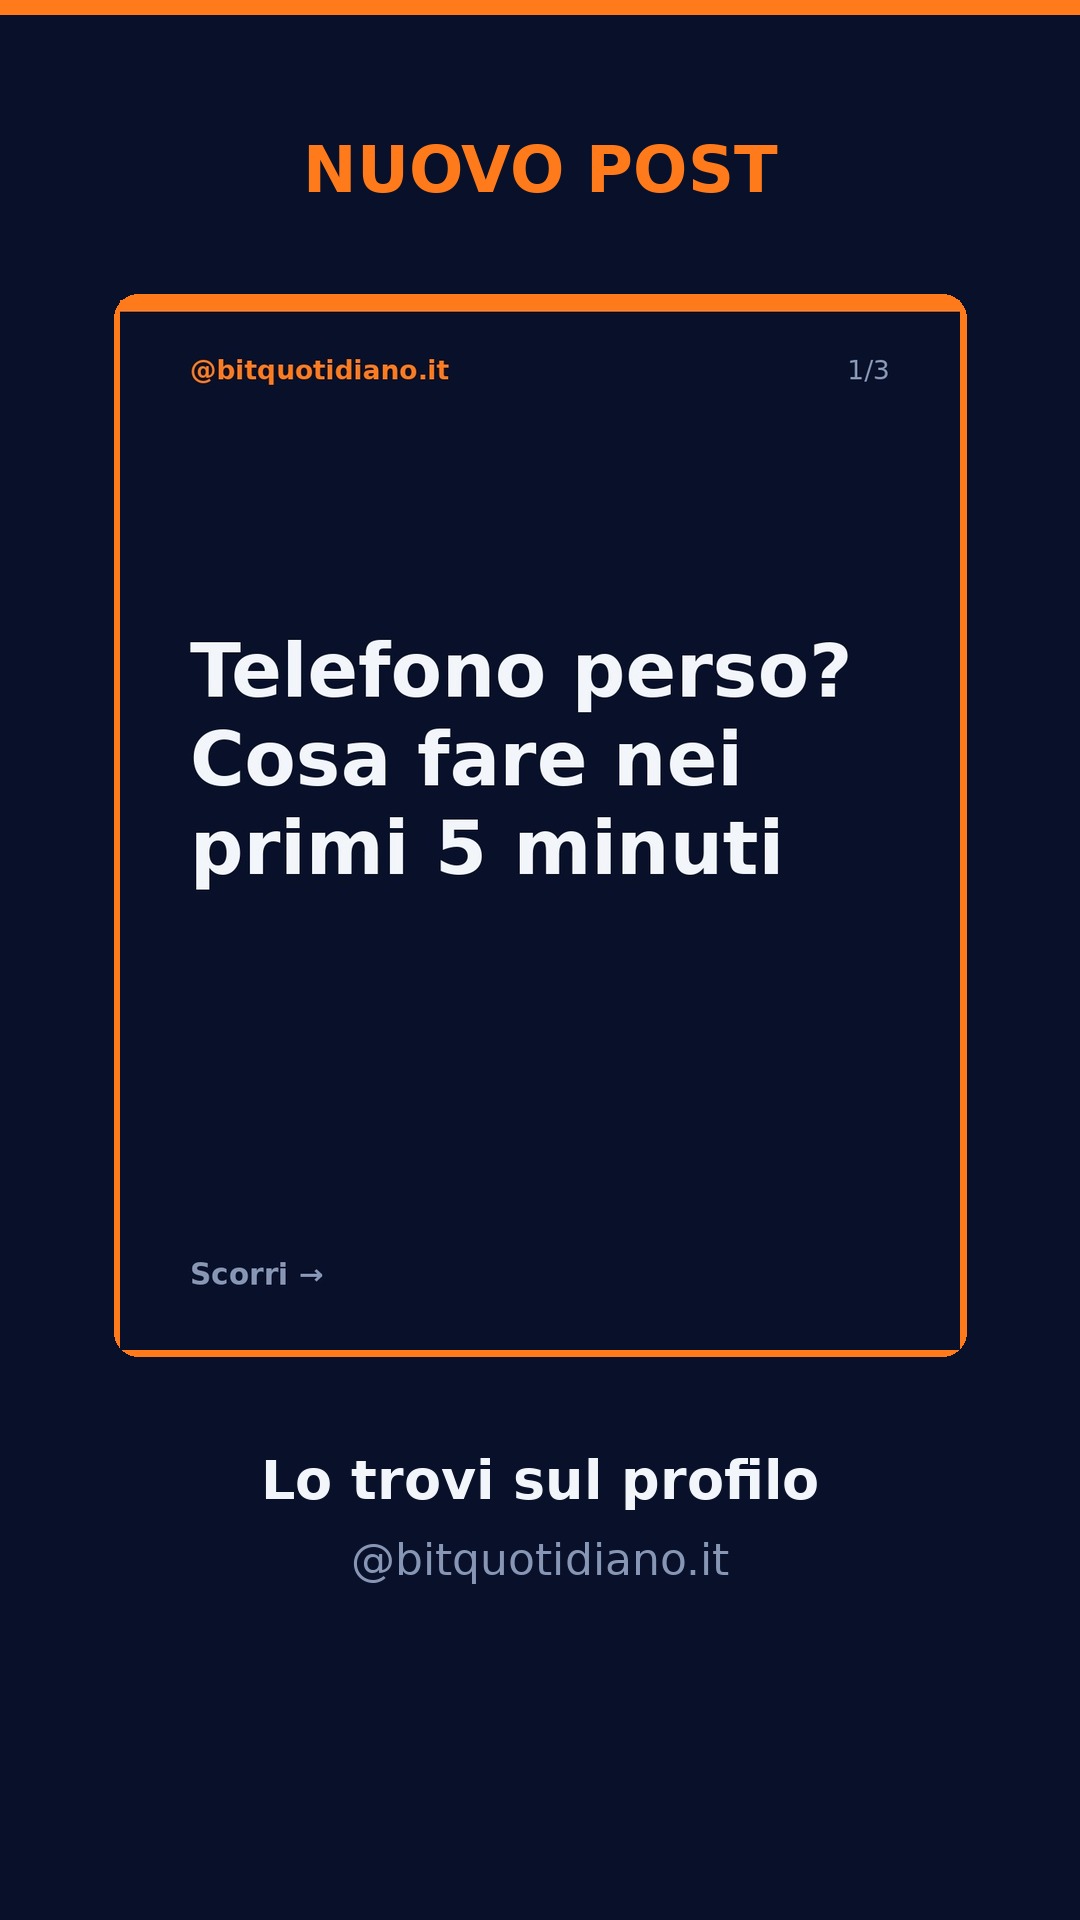 NUOVO POST
@bitquotidiano.it
1/3
Telefono perso?
Cosa fare nei
primi 5 minuti
Scorri →
Lo trovi sul profilo
@bitquotidiano.it